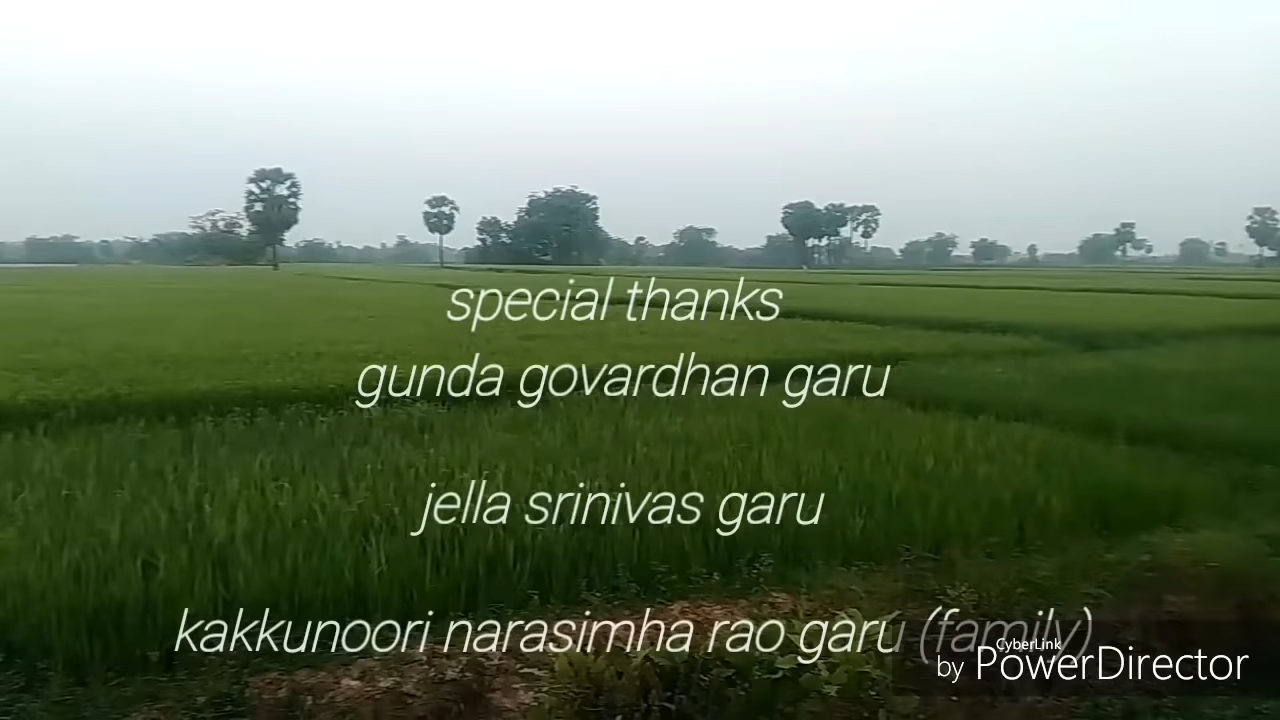 special thanks
gunda govardhan garu
jella srinivas garu
kakkunoori narasimha rao garu (family)
CyberLink
by PowerDirector